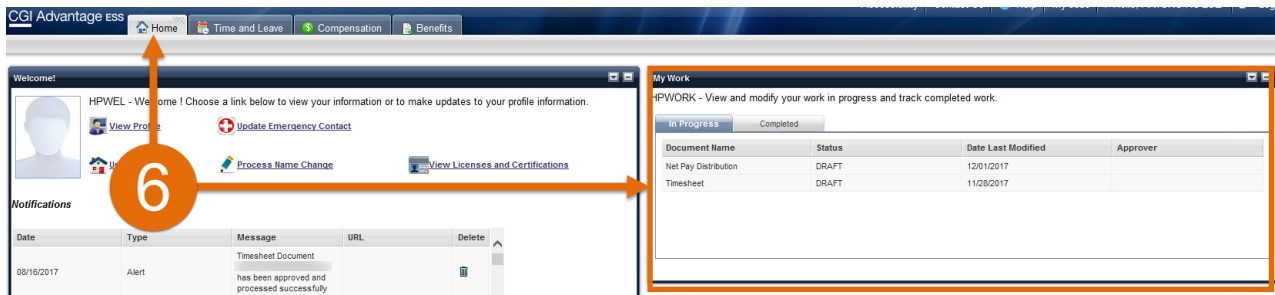 CGI Advantage ESS
Home
Time and Leave
Compensation
Benefits
Welcome!
HPWEL - Welcome ! Choose a link below to view your information or to make updates to your profile information.
View Profile
Update Emergency Contact
Process Name Change
View Licenses and Certifications
6
Notifications
Date Type Message URL Delete
08/16/2017 Alert
Timesheet Document
has been approved and
processed successfully
My Work
HPWORK - View and modify your work in progress and track completed work.
In Progress Completed
Document Name Status Date Last Modified Approver
Net Pay Distribution DRAFT 12/01/2017
Timesheet DRAFT 11/28/2017